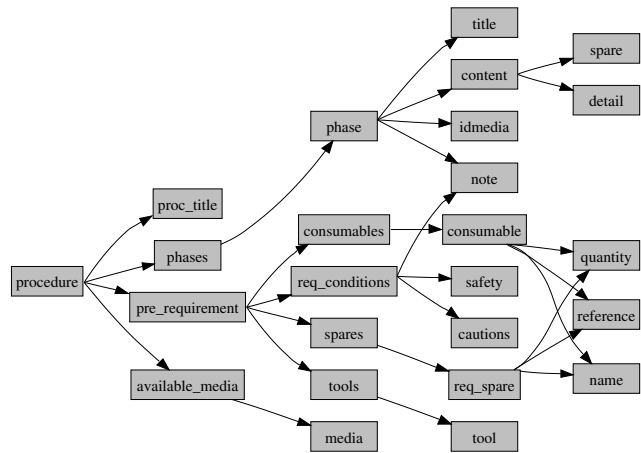 title
spare
content
detail
phase
idmedia
note
proc_title
consumables
consumable
phases
quantity
procedure
req_conditions
safety
pre_requirement
reference
spares
cautions
available_media
tools
req_spare
name
media
tool